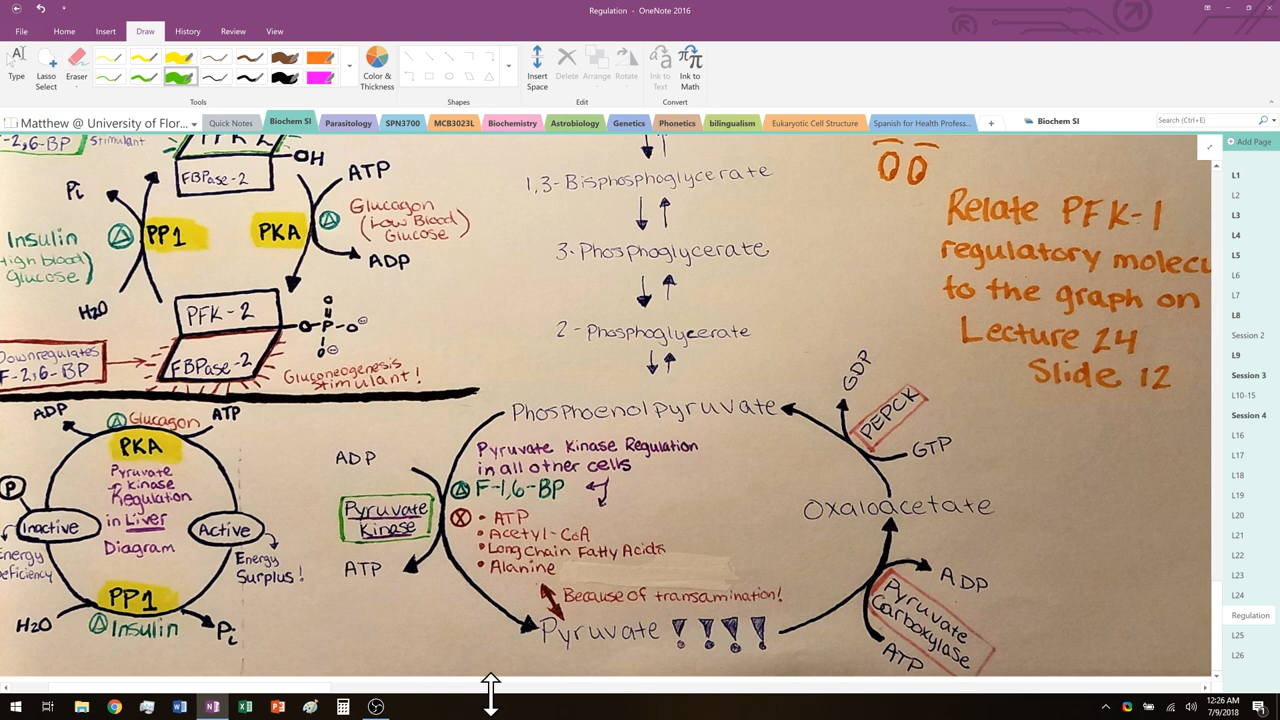 Regulation - OneNote 2016
File Home Insert Draw History Review View
Type
Lasso Select
Eraser
Color & Thickness
Insert Space
Delete
Arrange
Rotate
Ink to Text
Ink to Math
Tools
Shapes
Edit
Convert
Matthew @ University of Flor...
Quick Notes
Biochem SI
Parasitology
SPN3700
MCB3023L
Biochemistry
Astrobiology
Genetics
Phonetics
bilingualism
Eukaryotic Cell Structure
Spanish for Health Profess...
Biochem SI
Search (Ctrl+E)
Add Page
L1
L2
L3
L4
L5
L6
L7
L8
Session 2
L9
Session 3
L10-15
Session 4
L16
L17
L18
L19
L20
L21
L22
L23
L24
Regulation
L25
L26
-2,6-BP
Stimulant
PFK-2
FBPase-2
OH
Pi
PP1
PKA
ATP
Glucagon
(Low Blood
Glucose)
ADP
Insulin
High blood
Glucose)
H2O
PFK-2
FBPase-2
O
O-P-O⊖
O
⊖
Downregulates
F-2,6-BP
Gluconeogenesis
Stimulant!
ADP
Glucagon
ATP
PKA
Pyruvate
Kinase
Regulation
in Liver
Diagram
P
Inactive
Active
Energy
Surplus!
PP1
H2O
Insulin
Pi
1,3-Bisphosphoglycerate
3-Phosphoglycerate
2-Phosphoglycerate
Phosphoenolpyruvate
Pyruvate Kinase Regulation
in all other cells
F-1,6-BP
X
• ATP
• Acetyl-CoA
• Long Chain Fatty Acids
• Alanine
Because of transamination!
ADP
Pyruvate
Kinase
ATP
Pyruvate !!!!
Oxaloacetate
GDP
PEPCK
GTP
ADP
Pyruvate
Carboxylase
ATP
Relate PFK-1
regulatory molecu
to the graph on
Lecture 24
Slide 12
12:26 AM
7/9/2018